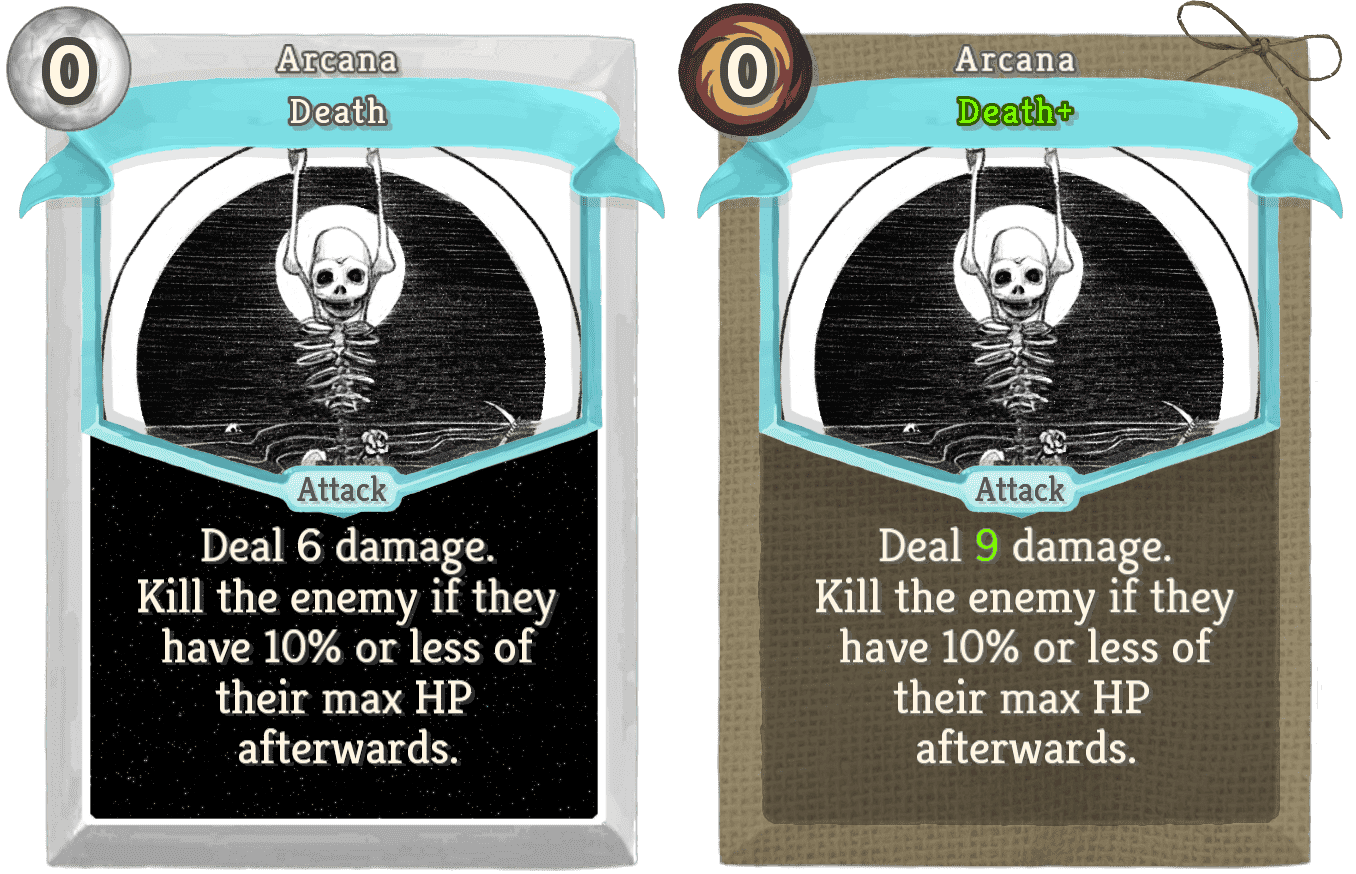 0
Arcana
Death
Attack
Deal 6 damage.
Kill the enemy if they
have 10% or less of
their max HP
afterwards.
0
Arcana
Death+
Attack
Deal 9 damage.
Kill the enemy if they
have 10% or less of
their max HP
afterwards.